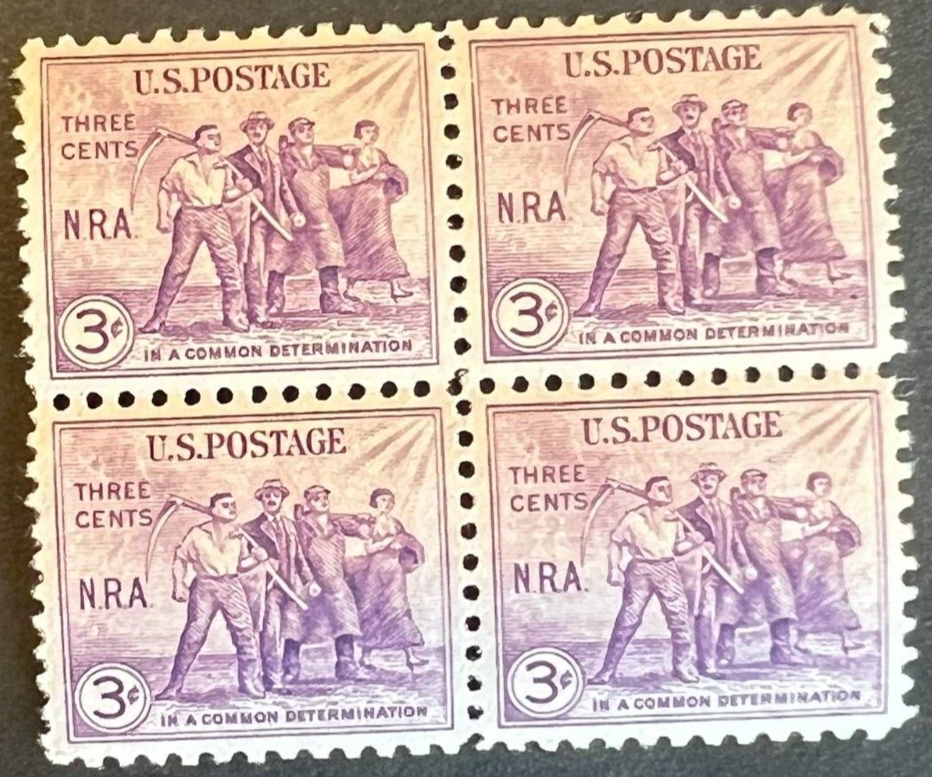 U.S.POSTAGE
THREE
CENTS
N.R.A.
3¢
IN A COMMON DETERMINATION
U.S.POSTAGE
THREE
CENTS
N.R.A.
3¢
IN A COMMON DETERMINATION
U.S.POSTAGE
THREE
CENTS
N.R.A.
3¢
IN A COMMON DETERMINATION
U.S.POSTAGE
THREE
CENTS
N.R.A.
3¢
IN A COMMON DETERMINATION